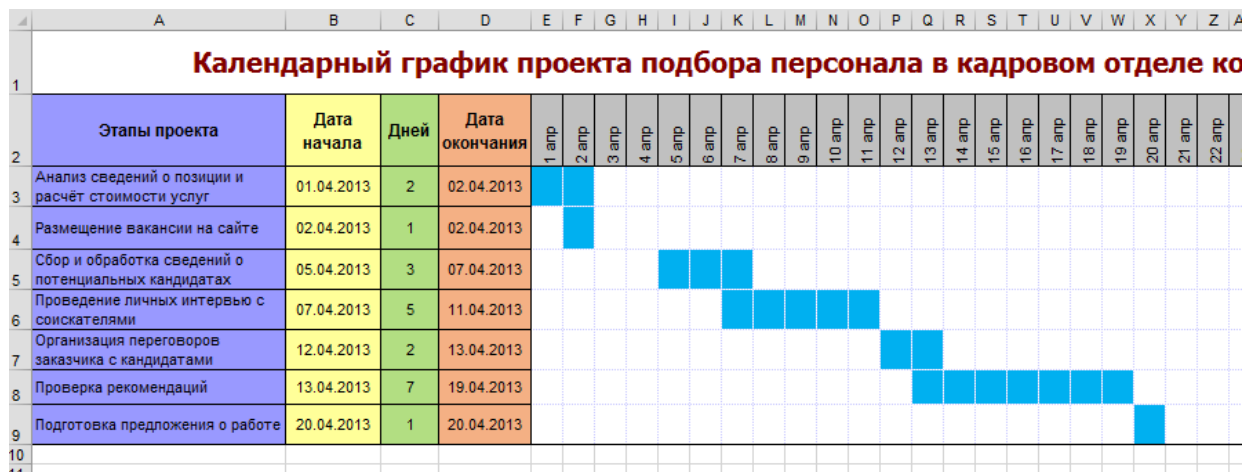 A B C D E F G H I J K L M N O P Q R S T U V W X Y Z
1 Календарный график проекта подбора персонала в кадровом отделе ко
2 Этапы проекта Дата начала Дней Дата окончания 1 апр 2 апр 3 апр 4 апр 5 апр 6 апр 7 апр 8 апр 9 апр 10 апр 11 апр 12 апр 13 апр 14 апр 15 апр 16 апр 17 апр 18 апр 19 апр 20 апр 21 апр 22 апр
3 Анализ сведений о позиции и
расчёт стоимости услуг 01.04.2013 2 02.04.2013
4 Размещение вакансии на сайте 02.04.2013 1 02.04.2013
5 Сбор и обработка сведений о
потенциальных кандидатах 05.04.2013 3 07.04.2013
6 Проведение личных интервью с
соискателями 07.04.2013 5 11.04.2013
7 Организация переговоров
заказчика с кандидатами 12.04.2013 2 13.04.2013
8 Проверка рекомендаций 13.04.2013 7 19.04.2013
9 Подготовка предложения о работе 20.04.2013 1 20.04.2013
10